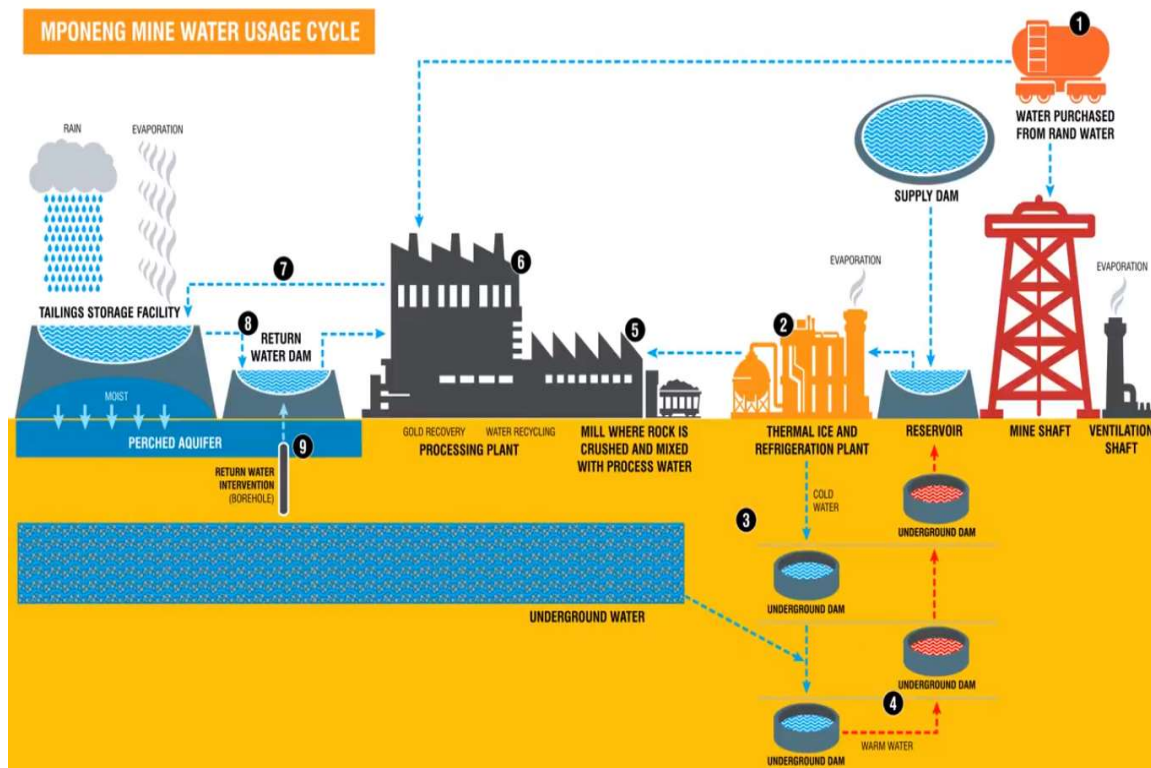 MPONENG MINE WATER USAGE CYCLE
1
WATER PURCHASED
FROM RAND WATER
RAIN
EVAPORATION
SUPPLY DAM
6
EVAPORATION
EVAPORATION
7
TAILINGS STORAGE FACILITY
8
RETURN
WATER DAM
5
2
MOIST
PERCHED AQUIFER
GOLD RECOVERY
WATER RECYCLING
PROCESSING PLANT
MILL WHERE ROCK IS
CRUSHED AND MIXED
WITH PROCESS WATER
THERMAL ICE AND
REFRIGERATION PLANT
RESERVOIR
MINE SHAFT
VENTILATION
SHAFT
9
RETURN WATER
INTERVENTION
(BOREHOLE)
COLD
WATER
3
UNDERGROUND DAM
UNDERGROUND DAM
UNDERGROUND WATER
UNDERGROUND DAM
4
WARM WATER
UNDERGROUND DAM